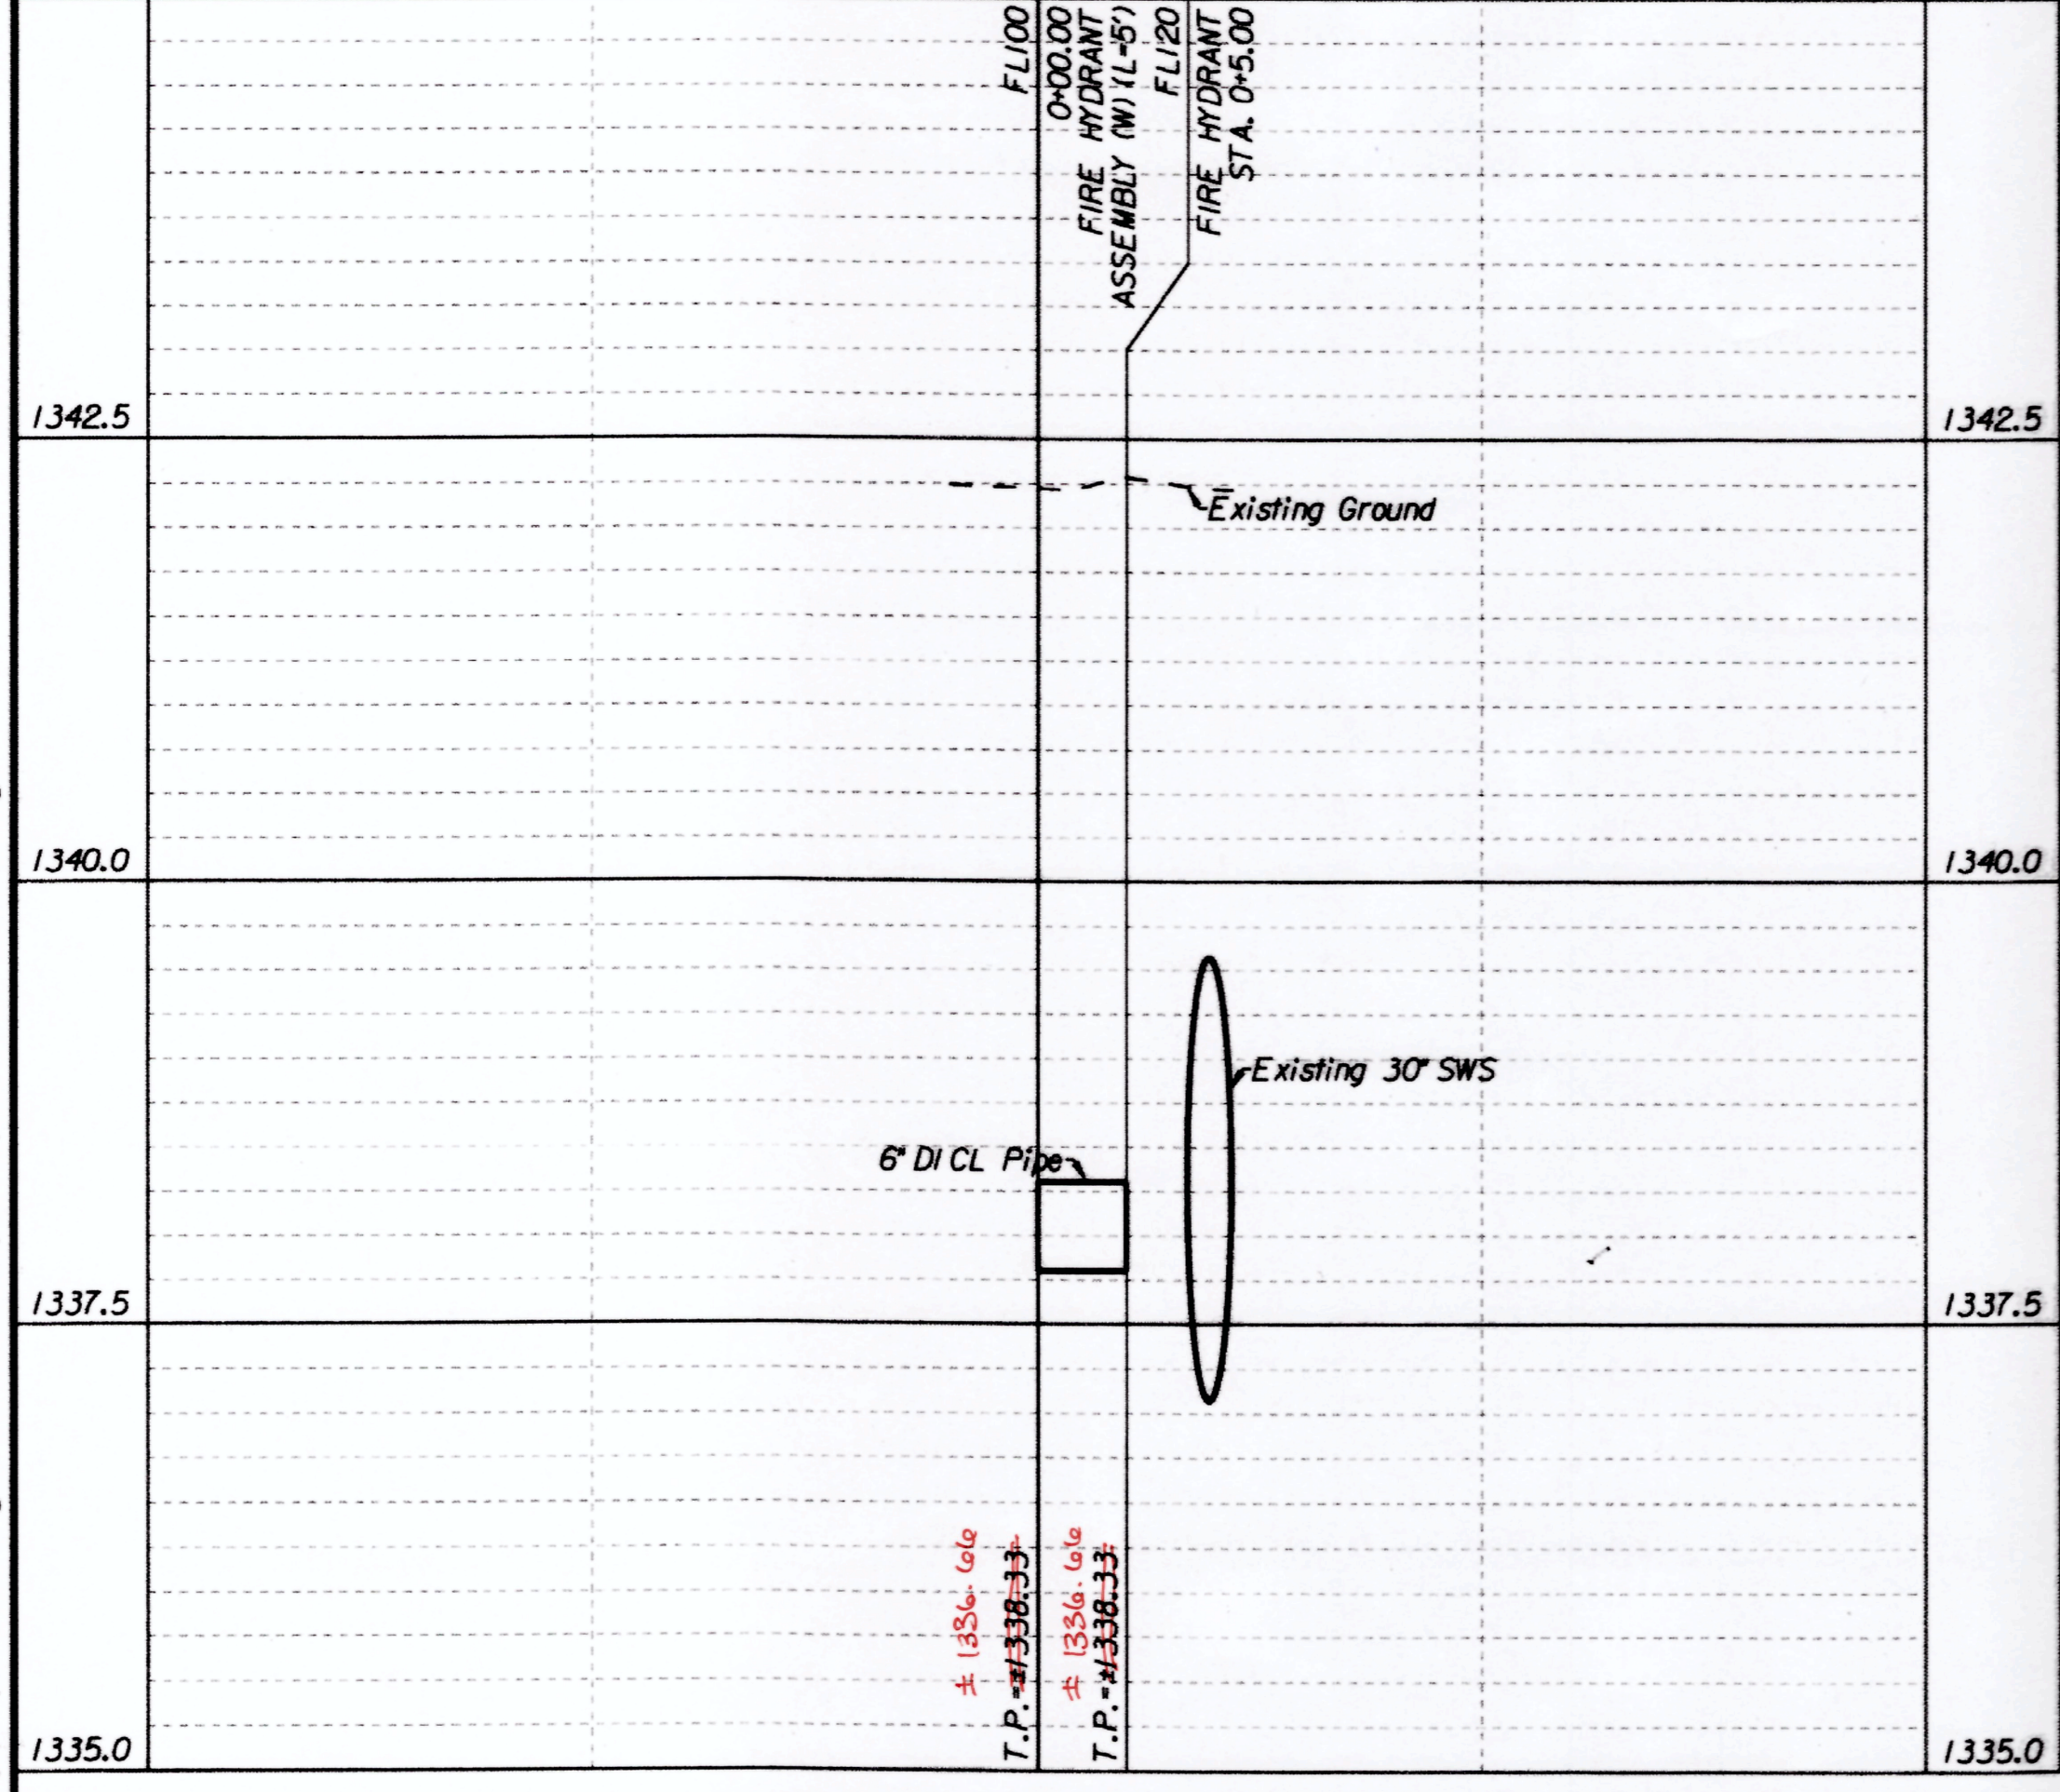 FL100
0+00.00
FIRE HYDRANT
ASSEMBLY (W) (L=5')
FL120
FIRE HYDRANT
STA. 0+5.00
1342.5
1342.5
Existing Ground
1340.0
1340.0
Existing 30" SWS
6" DI CL Pipe
1337.5
1337.5
± 1336.66
T.P.=±1338.33
± 1336.66
T.P.=±1338.33
1335.0
1335.0